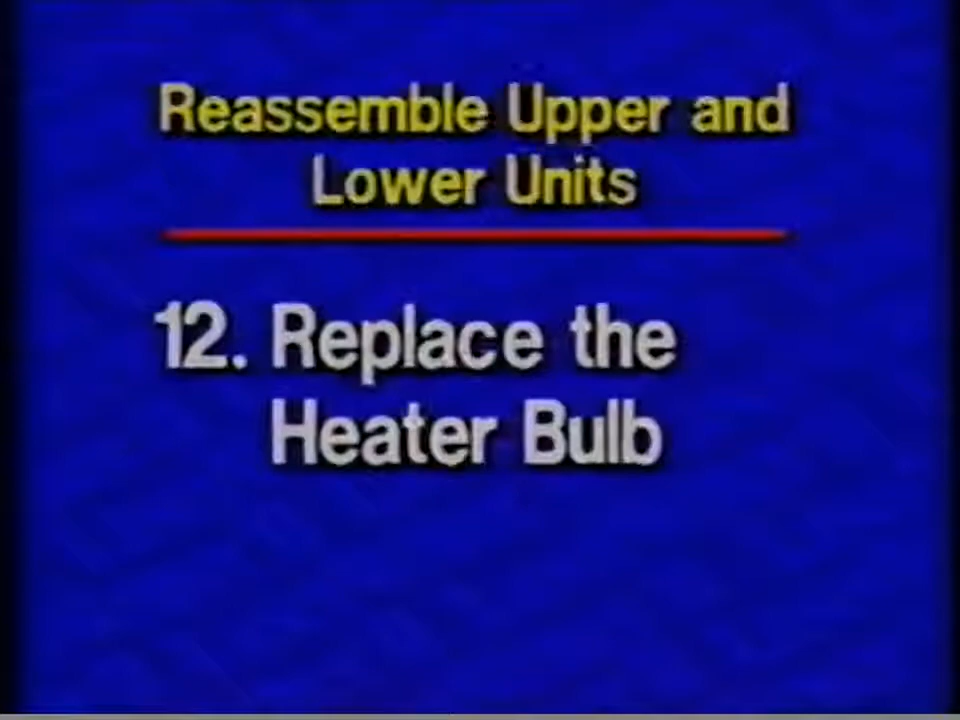 Reassemble Upper and
Lower Units
12. Replace the
Heater Bulb